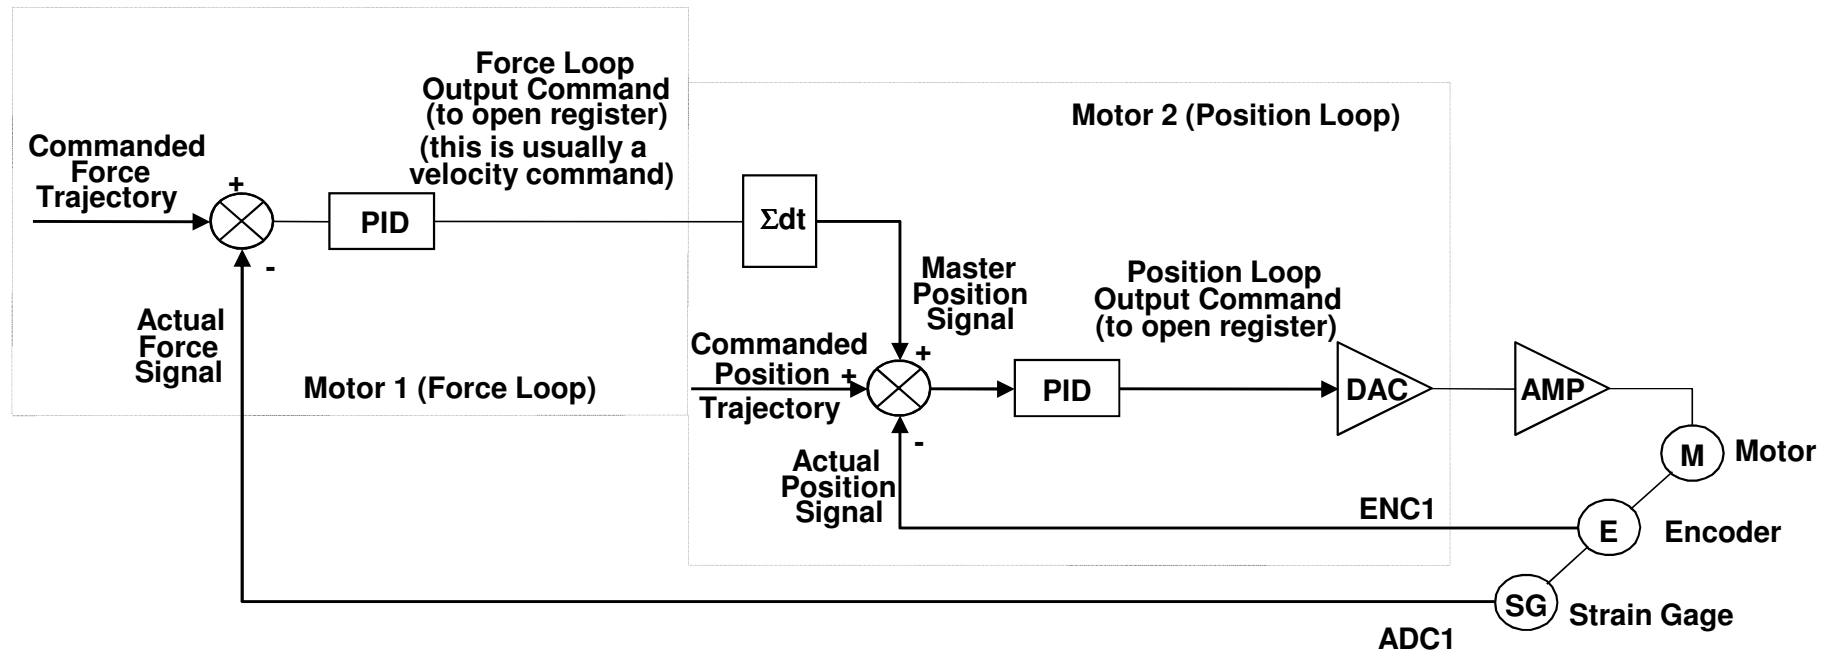 Force Loop
Output Command
(to open register)
(this is usually a
velocity command)
Motor 2 (Position Loop)
Commanded
Force
Trajectory
+
PID
Σdt
-
Master
Position
Signal
Position Loop
Output Command
(to open register)
Actual
Force
Signal
Motor 1 (Force Loop)
Commanded
Position +
Trajectory
+
PID
DAC
AMP
-
Actual
Position
Signal
M
Motor
ENC1
E
Encoder
SG
Strain Gage
ADC1